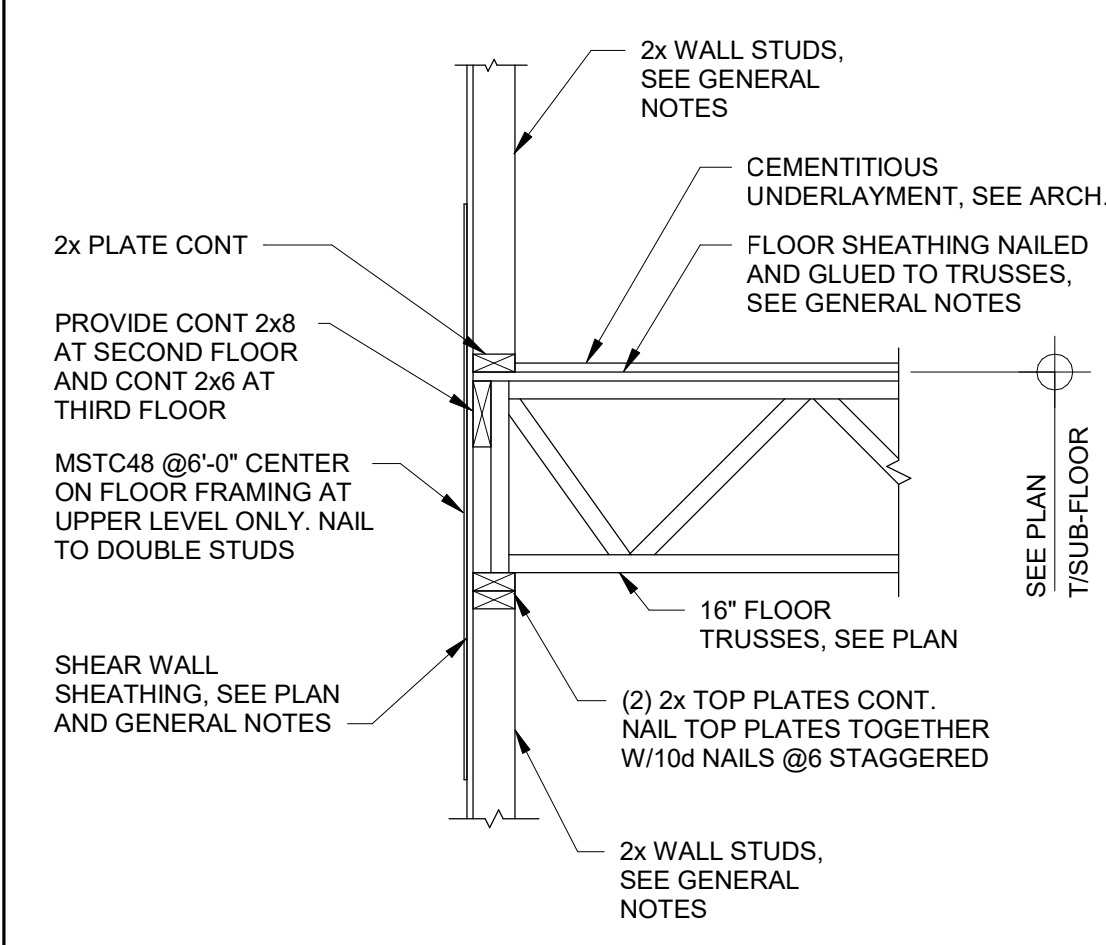 2x WALL STUDS,
SEE GENERAL
NOTES
CEMENTITIOUS
UNDERLAYMENT, SEE ARCH.
FLOOR SHEATHING NAILED
AND GLUED TO TRUSSES,
SEE GENERAL NOTES
2x PLATE CONT
PROVIDE CONT 2x8
AT SECOND FLOOR
AND CONT 2x6 AT
THIRD FLOOR
MSTC48 @6'-0" CENTER
ON FLOOR FRAMING AT
UPPER LEVEL ONLY. NAIL
TO DOUBLE STUDS
SHEAR WALL
SHEATHING, SEE PLAN
AND GENERAL NOTES
SEE PLAN
T/SUB-FLOOR
16" FLOOR
TRUSSES, SEE PLAN
(2) 2x TOP PLATES CONT.
NAIL TOP PLATES TOGETHER
W/10d NAILS @6 STAGGERED
2x WALL STUDS,
SEE GENERAL
NOTES